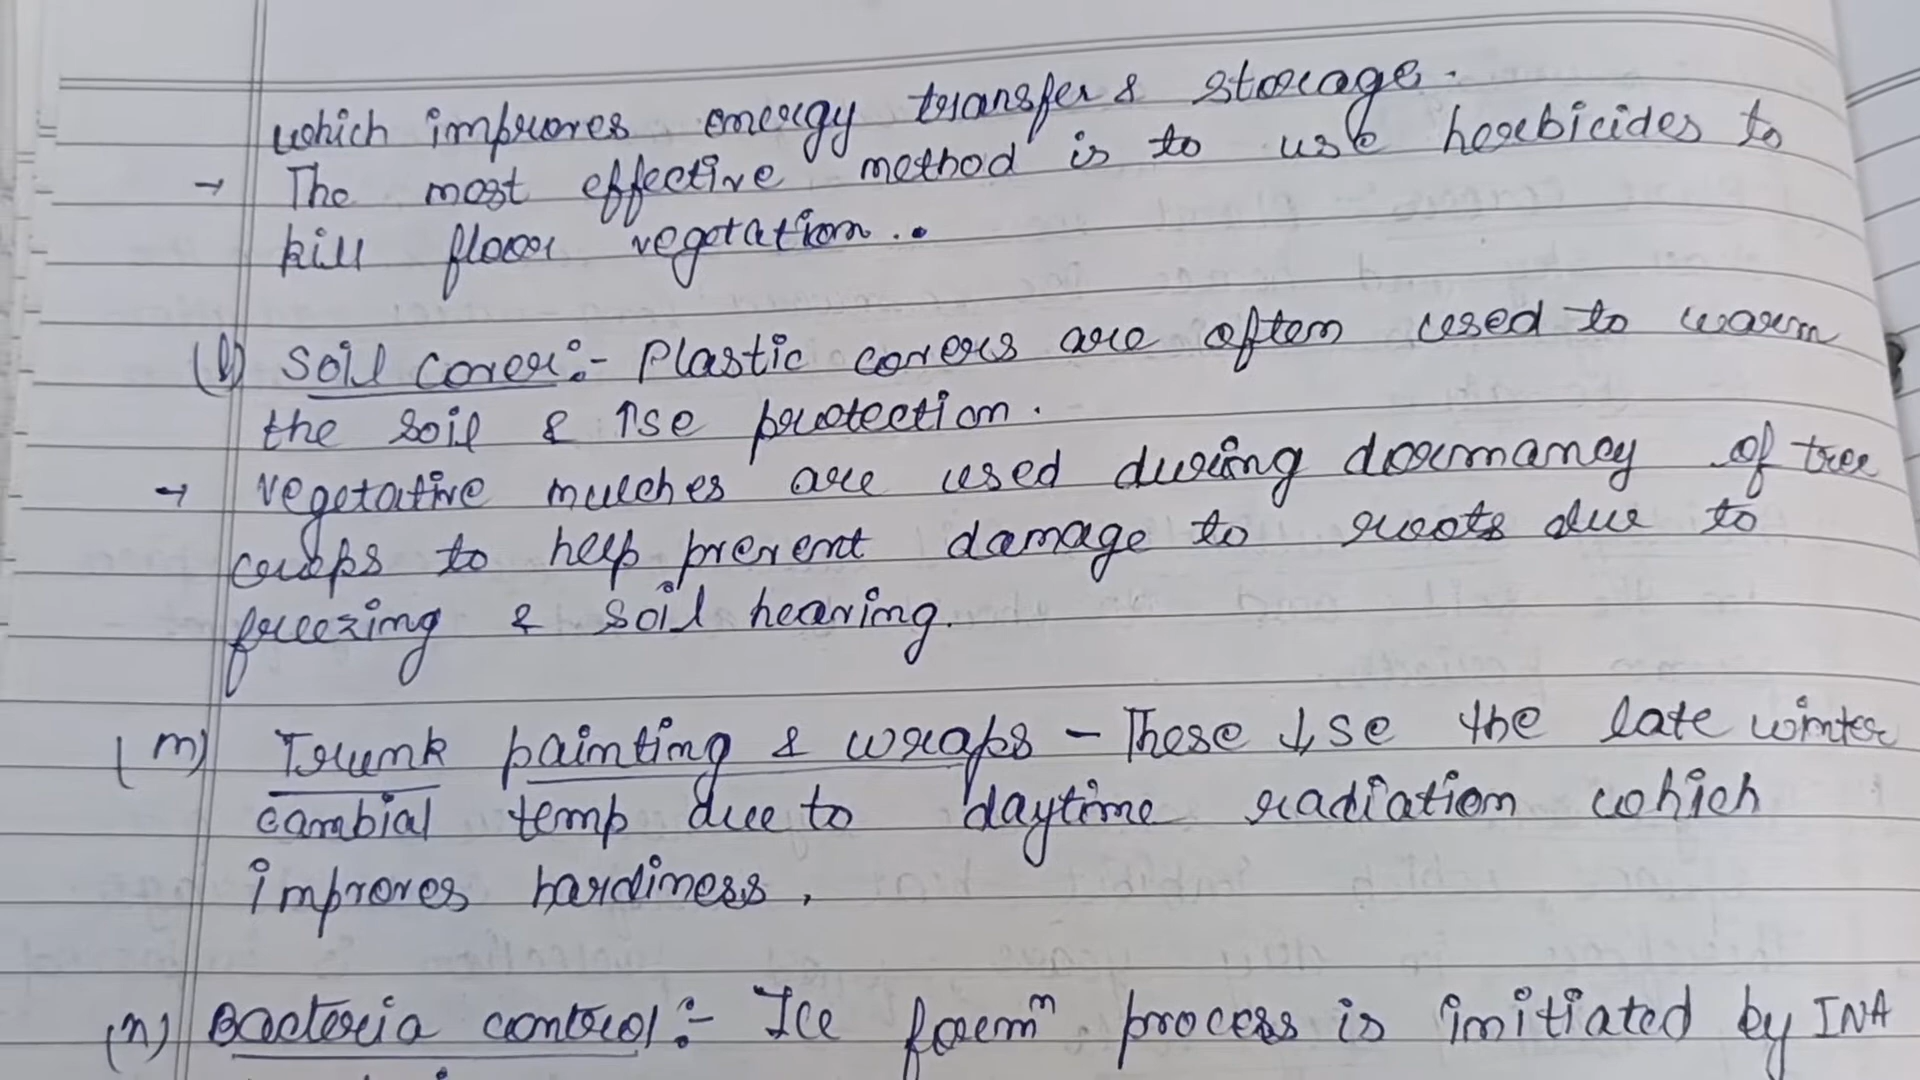 which improves energy transfer & storage.
→ The most effective method is to use herbicides to
kill floor vegetation..
(l) Soil cover:- Plastic covers are often used to warm
the soil & ↑se protection.
→ vegetative mulches are used during dormancy of tree
crops to help prevent damage to roots due to
freezing & soil heaving.
(m) Trunk painting & wraps - These ↓se the late winter
cambial temp due to daytime radiation which
improves hardiness.
(n) Bacteria control:- Ice formⁿ process is initiated by INA